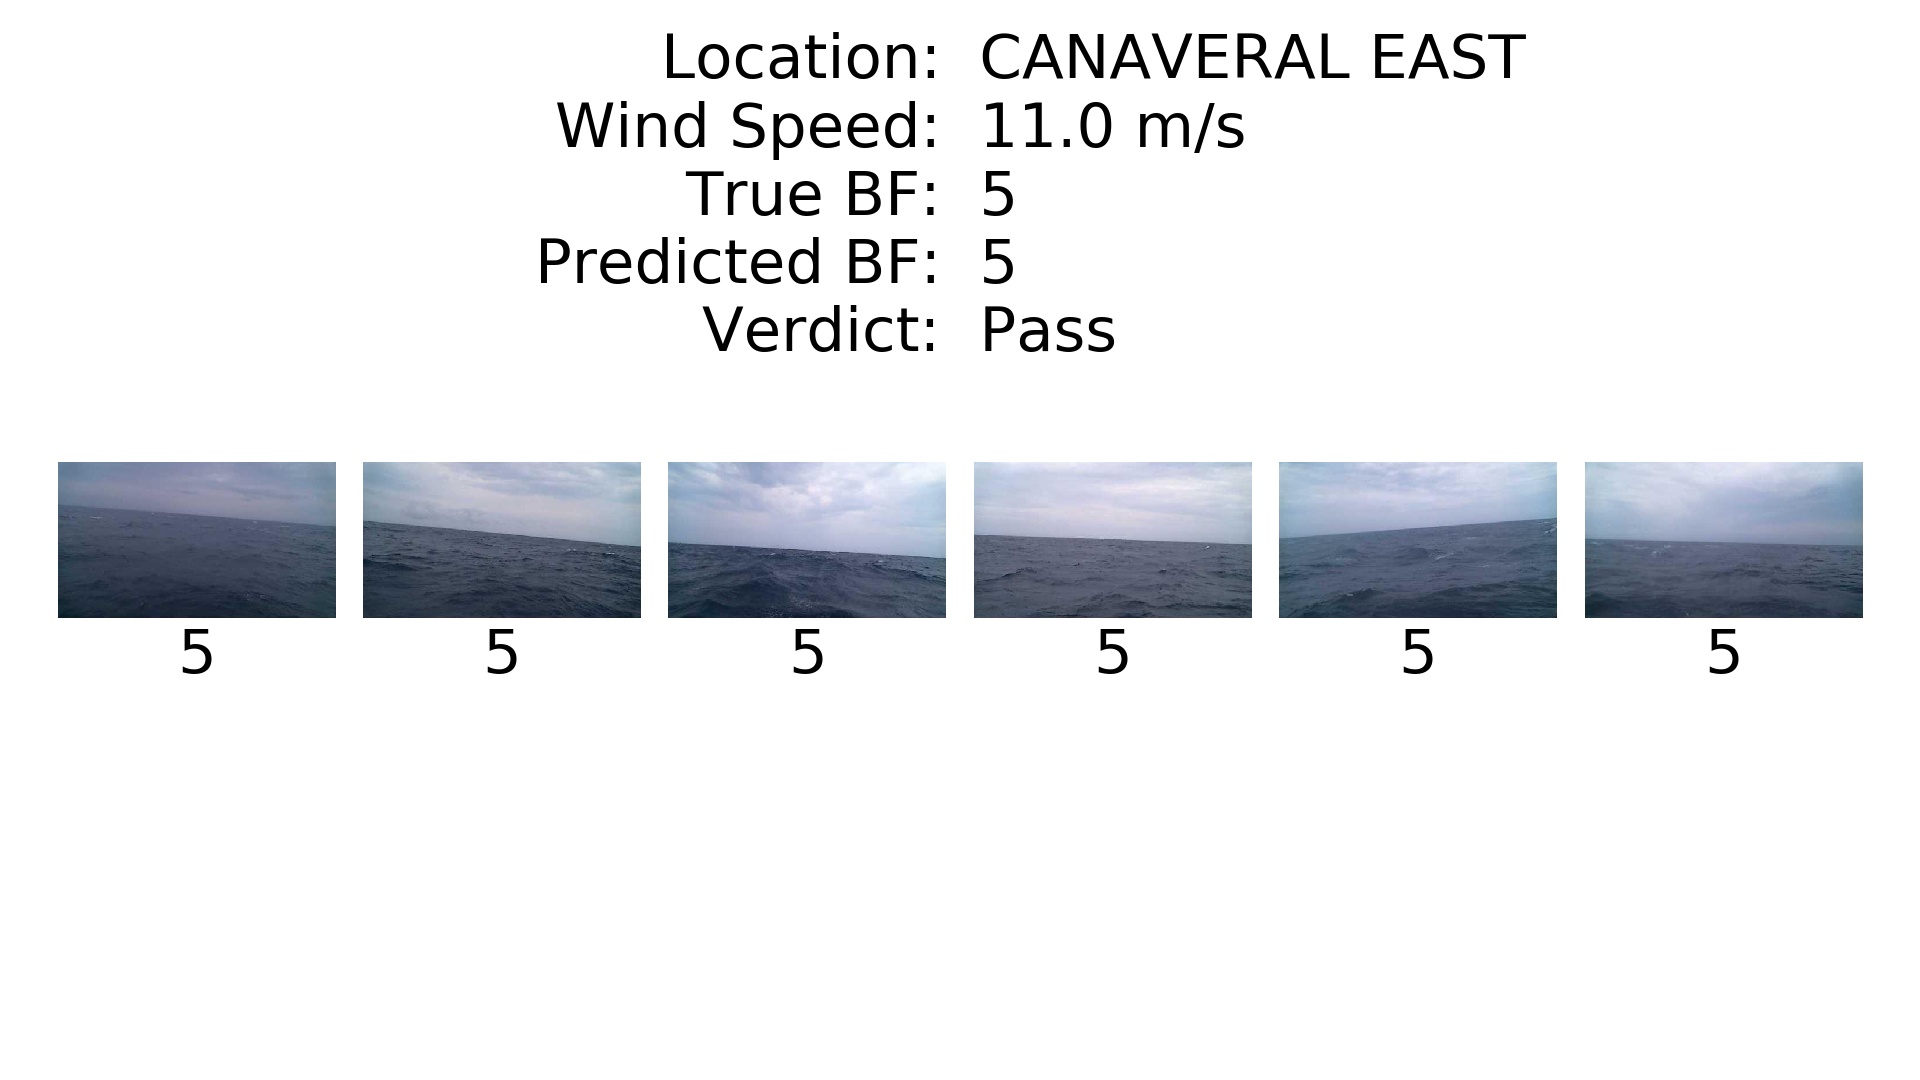 Location: CANAVERAL EAST
Wind Speed: 11.0 m/s
True BF: 5
Predicted BF: 5
Verdict: Pass
5 5 5 5 5 5